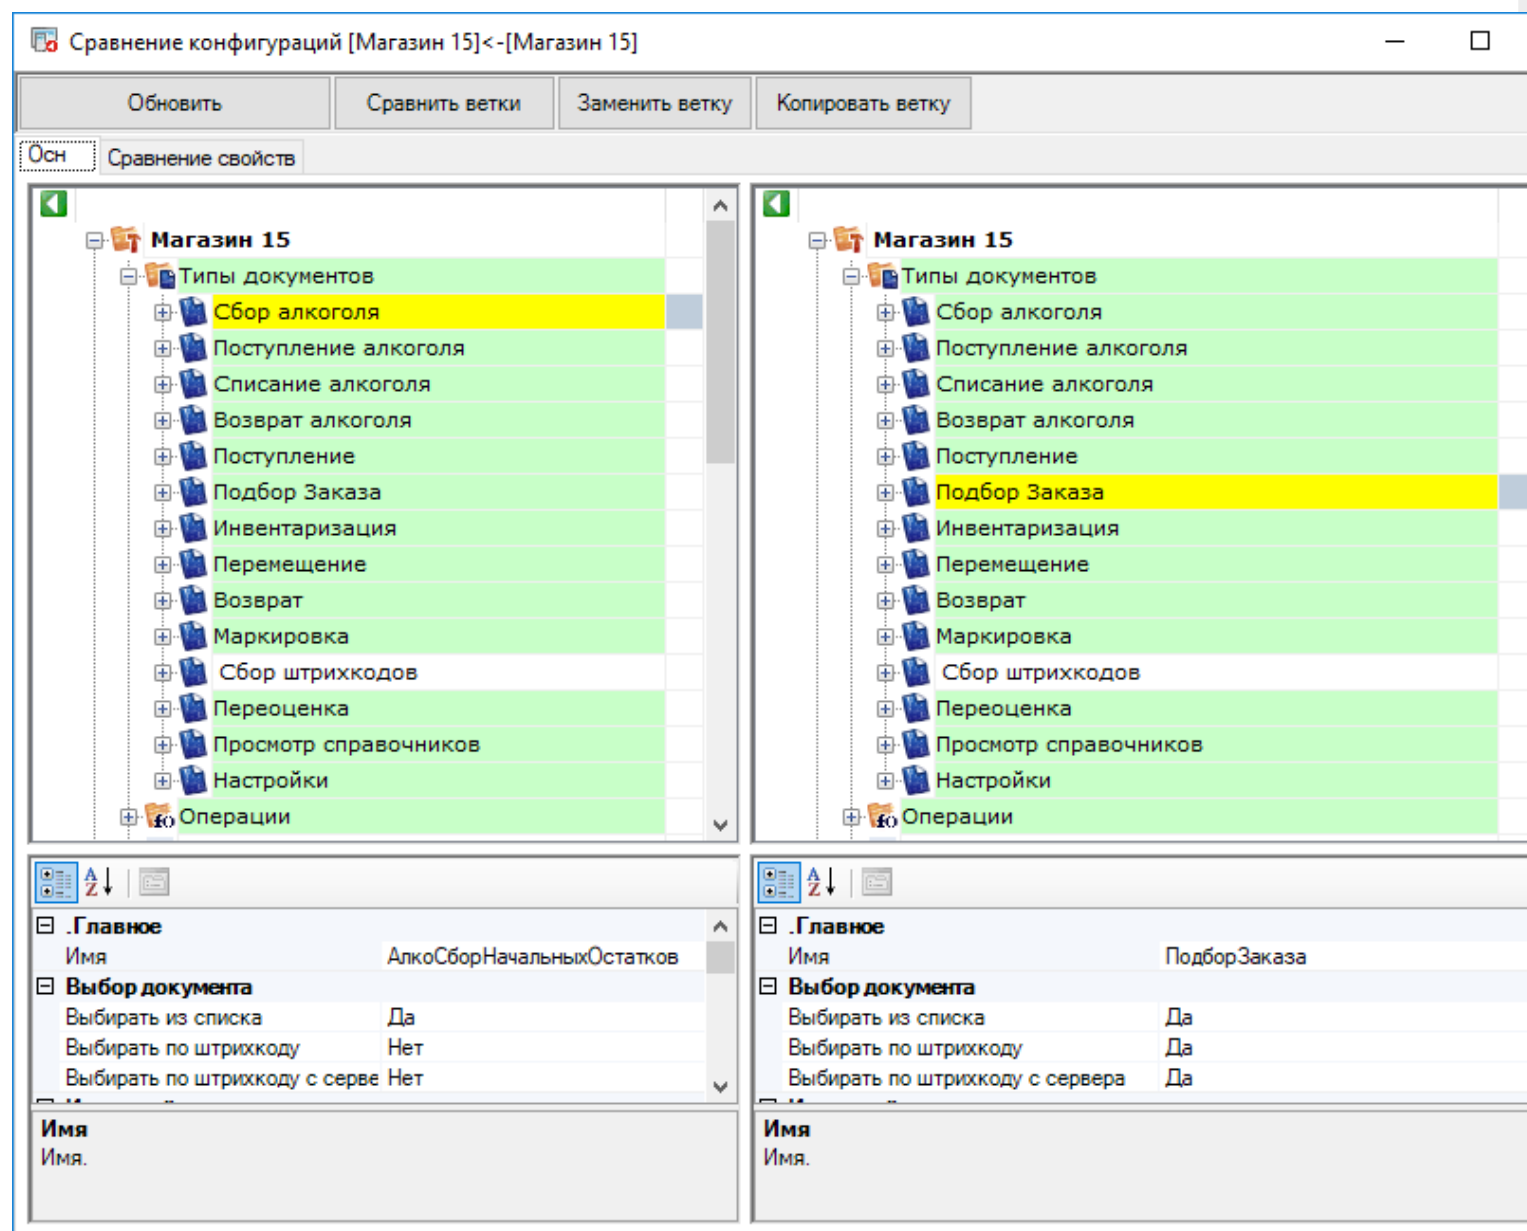 Сравнение конфигураций [Магазин 15]<-[Магазин 15]
Обновить Сравнить ветки Заменить ветку Копировать ветку
Осн Сравнение свойств
Магазин 15
Типы документов
Сбор алкоголя
Поступление алкоголя
Списание алкоголя
Возврат алкоголя
Поступление
Подбор Заказа
Инвентаризация
Перемещение
Возврат
Маркировка
Сбор штрихкодов
Переоценка
Просмотр справочников
Настройки
Операции
Магазин 15
Типы документов
Сбор алкоголя
Поступление алкоголя
Списание алкоголя
Возврат алкоголя
Поступление
Подбор Заказа
Инвентаризация
Перемещение
Возврат
Маркировка
Сбор штрихкодов
Переоценка
Просмотр справочников
Настройки
Операции
.Главное
Имя АлкоСборНачальныхОстатков
Выбор документа
Выбирать из списка Да
Выбирать по штрихкоду Нет
Выбирать по штрихкоду с серве Нет
Имя
Имя.
.Главное
Имя ПодборЗаказа
Выбор документа
Выбирать из списка Да
Выбирать по штрихкоду Да
Выбирать по штрихкоду с сервера Да
Имя
Имя.